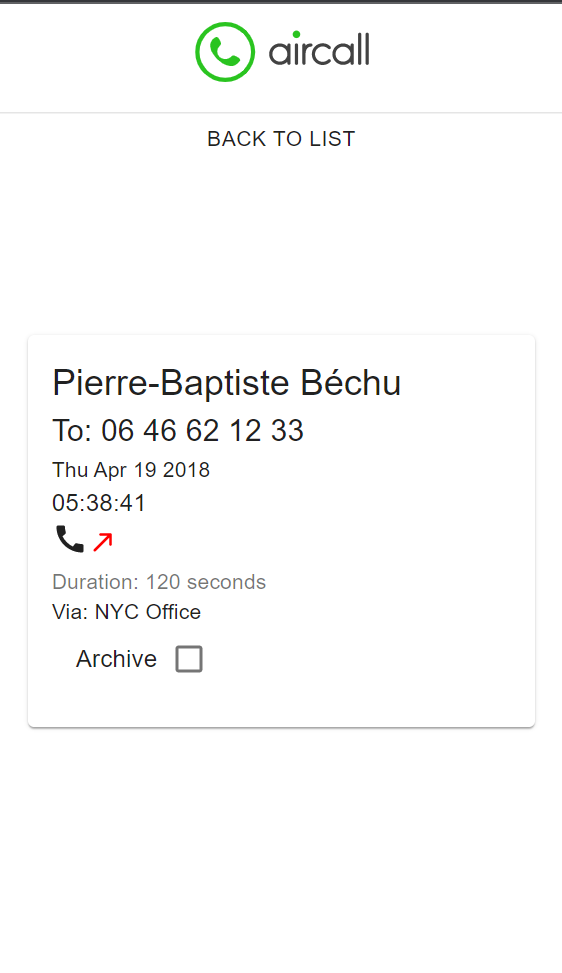 aircall
BACK TO LIST
Pierre-Baptiste Béchu
To: 06 46 62 12 33
Thu Apr 19 2018
05:38:41
Duration: 120 seconds
Via: NYC Office
Archive